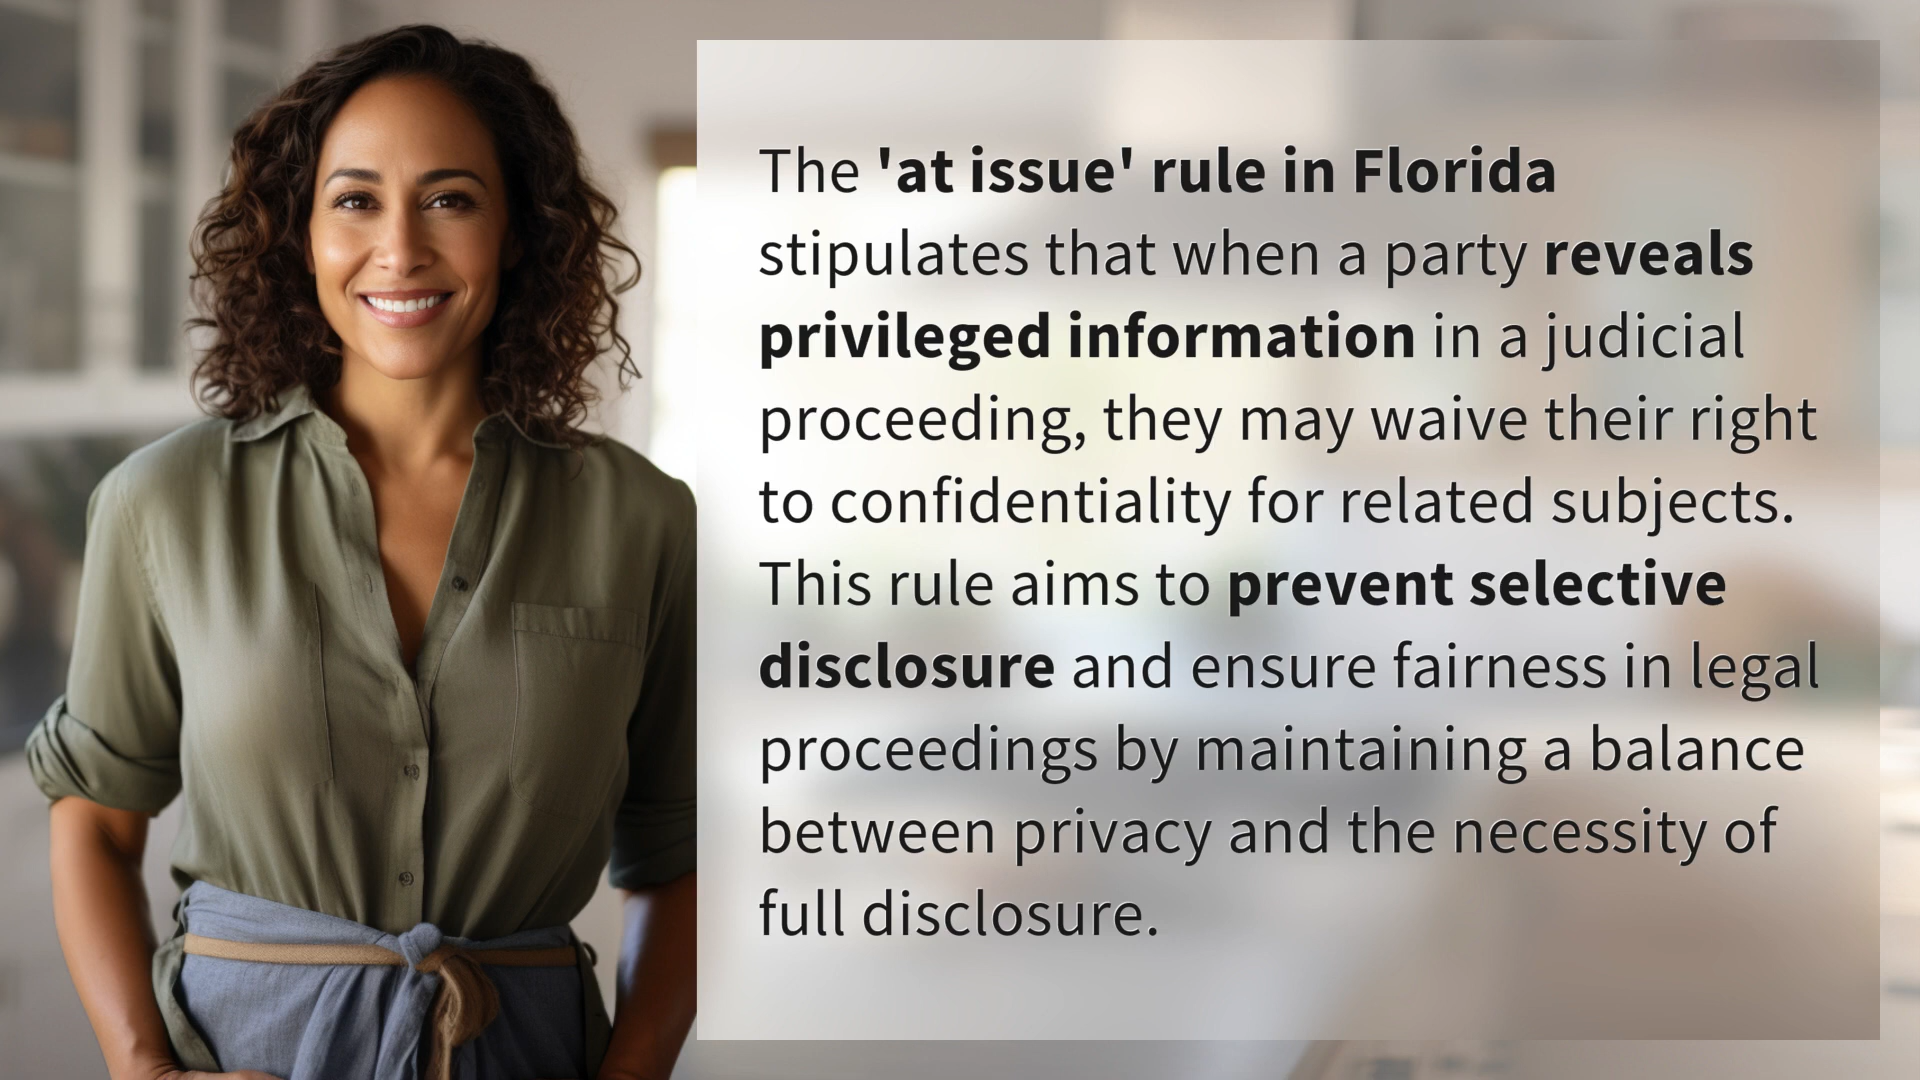 The 'at issue' rule in Florida
stipulates that when a party reveals
privileged information in a judicial
proceeding, they may waive their right
to confidentiality for related subjects.
This rule aims to prevent selective
disclosure and ensure fairness in legal
proceedings by maintaining a balance
between privacy and the necessity of
full disclosure.